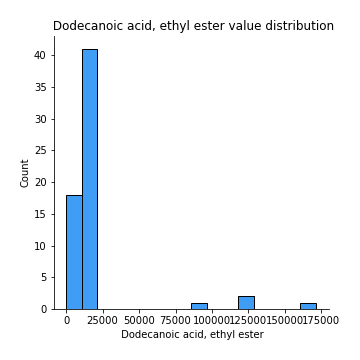 Dodecanoic acid, ethyl ester value distribution
40
35
30
25
20
15
10
5
0
Count
0 25000 50000 75000 100000 125000 150000 175000
Dodecanoic acid, ethyl ester